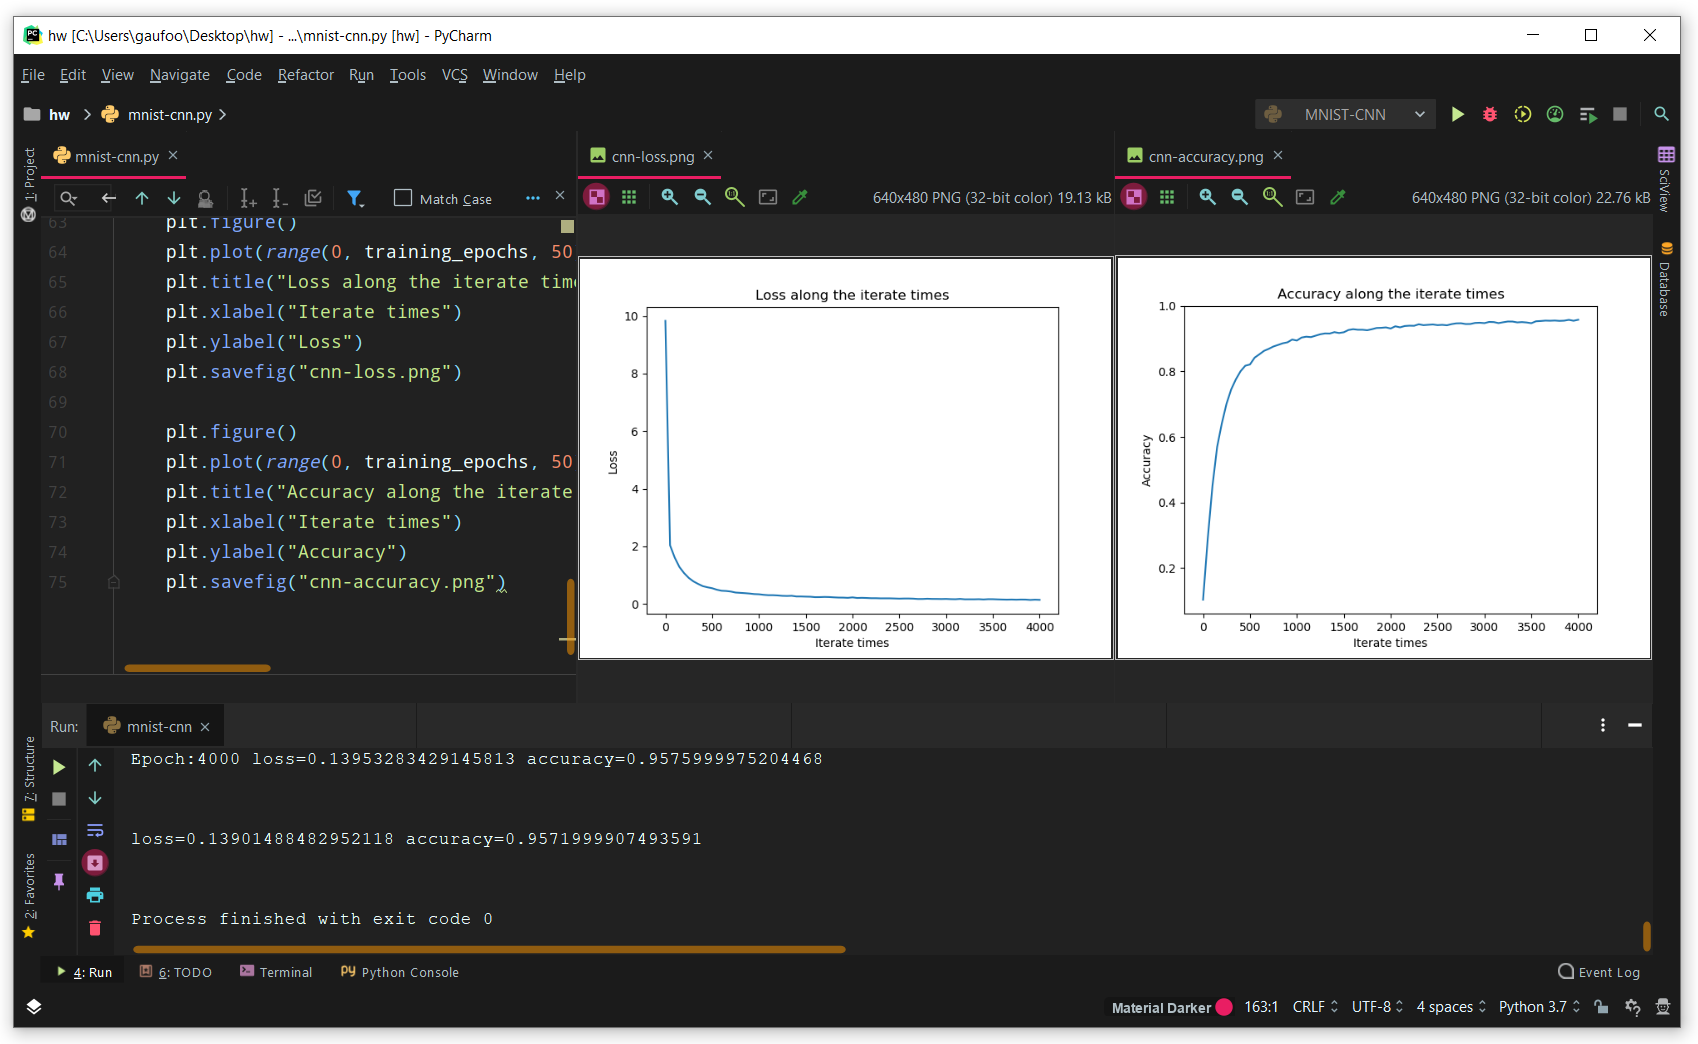 hw [C:\Users\gaufoo\Desktop\hw] - ...\mnist-cnn.py [hw] - PyCharm
File Edit View Navigate Code Refactor Run Tools VCS Window Help
hw mnist-cnn.py
MNIST-CNN
1: Project
mnist-cnn.py
Match Case
63 plt.figure()
64 plt.plot(range(0, training_epochs, 50
65 plt.title("Loss along the iterate tim
66 plt.xlabel("Iterate times")
67 plt.ylabel("Loss")
68 plt.savefig("cnn-loss.png")
69
70 plt.figure()
71 plt.plot(range(0, training_epochs, 50
72 plt.title("Accuracy along the iterate
73 plt.xlabel("Iterate times")
74 plt.ylabel("Accuracy")
75 plt.savefig("cnn-accuracy.png")
cnn-loss.png
640x480 PNG (32-bit color) 19.13 kB
Loss along the iterate times
10
8
6
4
2
0
Loss
0 500 1000 1500 2000 2500 3000 3500 4000
Iterate times
cnn-accuracy.png
640x480 PNG (32-bit color) 22.76 kB
Accuracy along the iterate times
1.0
0.8
0.6
0.4
0.2
Accuracy
0 500 1000 1500 2000 2500 3000 3500 4000
Iterate times
SciView
Database
7: Structure
2: Favorites
Run: mnist-cnn
Epoch:4000 loss=0.13953283429145813 accuracy=0.9575999975204468
loss=0.13901488482952118 accuracy=0.9571999907493591
Process finished with exit code 0
4: Run 6: TODO Terminal Python Console Event Log
Material Darker 163:1 CRLF UTF-8 4 spaces Python 3.7